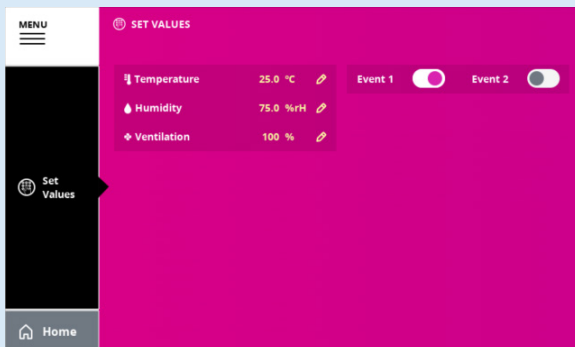 MENU
SET VALUES
Temperature 25.0 °C
Humidity 75.0 %rH
Ventilation 100 %
Event 1 Event 2
Set
Values
Home